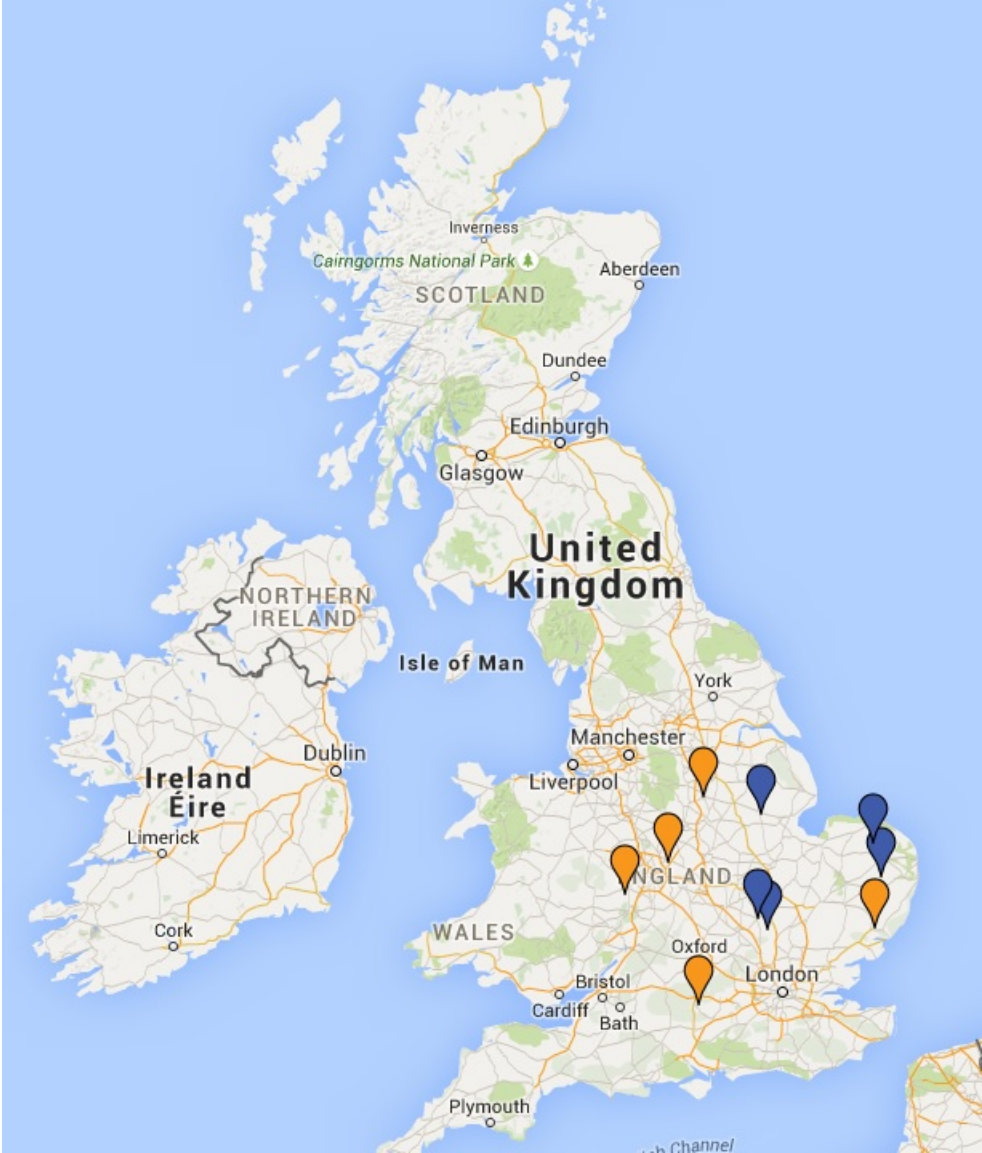 Inverness
Cairngorms National Park
Aberdeen
SCOTLAND
Dundee
Edinburgh
Glasgow
United
Kingdom
NORTHERN
IRELAND
Isle of Man
York
Manchester
Dublin
Liverpool
Ireland
Éire
Limerick
NGLAND
Cork
WALES
Oxford
London
Bristol
Cardiff
Bath
Plymouth
Channel